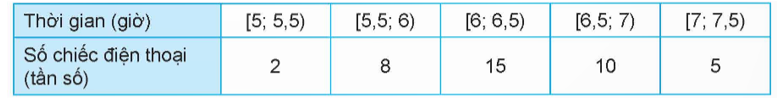 Thời gian (giờ) [5; 5,5) [5,5; 6) [6; 6,5) [6,5; 7) [7; 7,5)
Số chiếc điện thoại
(tần số) 2 8 15 10 5